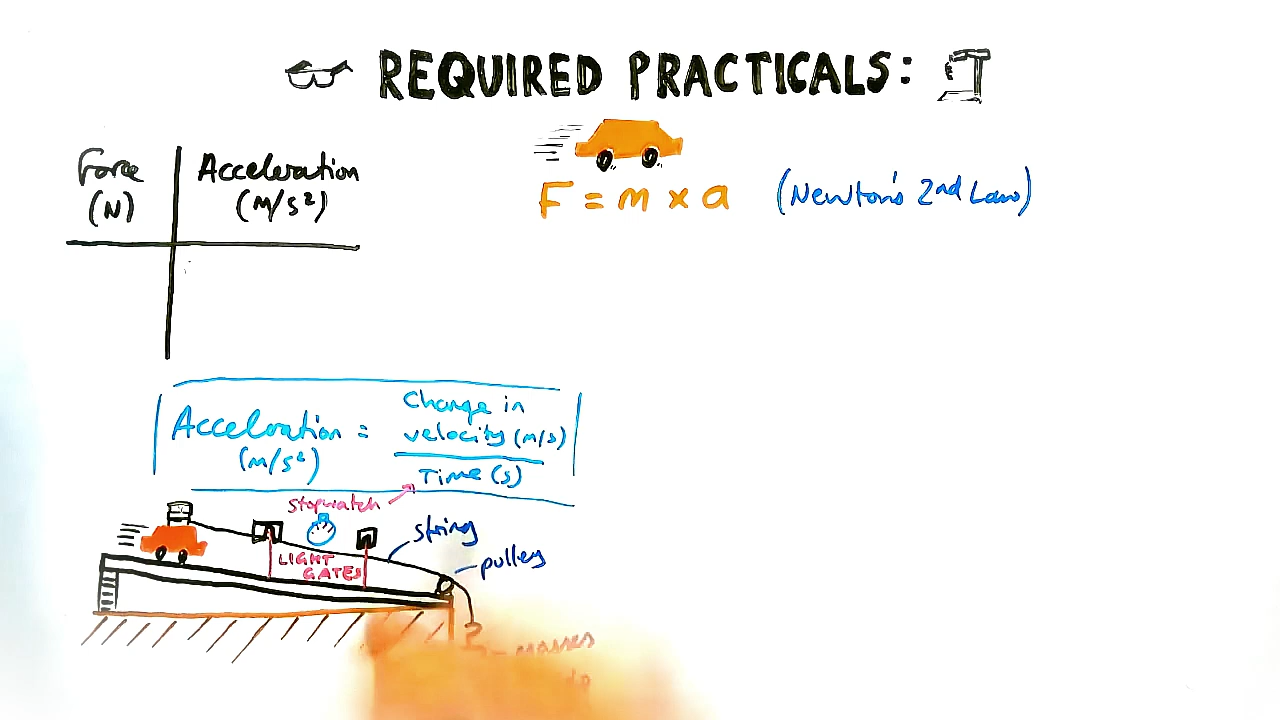 REQUIRED PRACTICALS:
Force
(N)
Acceleration
(M/S²)
F = m x a
(Newton's 2nd Law)
Acceleration =
(M/S²)
Change in
velocity (m/s)
Time (s)
stopwatch
LIGHT
GATES
string
pulley
masses